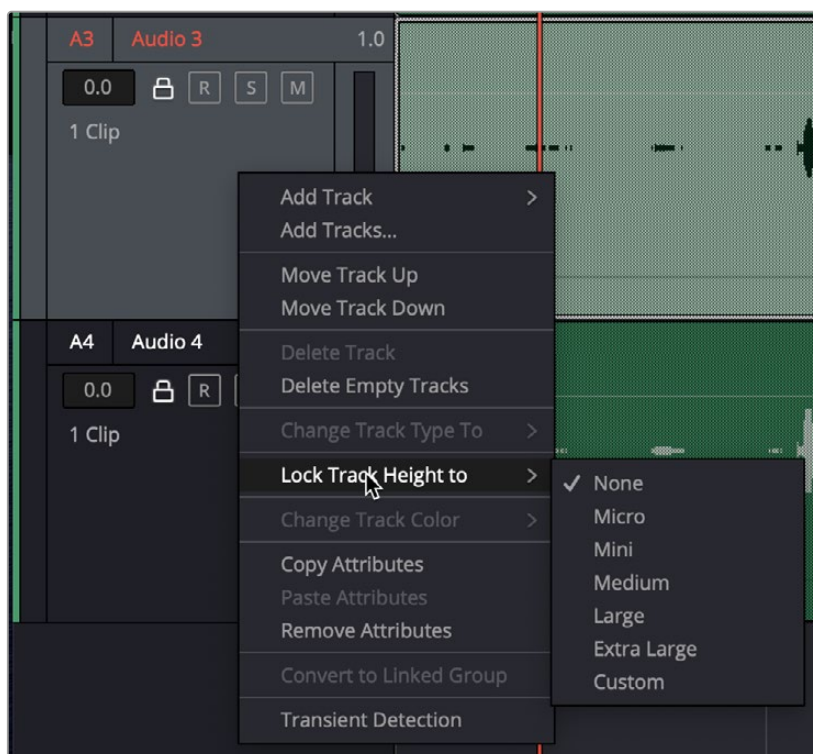 A3 Audio 3 1.0
0.0 R S M
1 Clip
Add Track
Add Tracks...
Move Track Up
Move Track Down
Delete Track
Delete Empty Tracks
Change Track Type To
Lock Track Height to
Change Track Color
Copy Attributes
Paste Attributes
Remove Attributes
Convert to Linked Group
Transient Detection
A4 Audio 4
0.0 R
1 Clip
None
Micro
Mini
Medium
Large
Extra Large
Custom